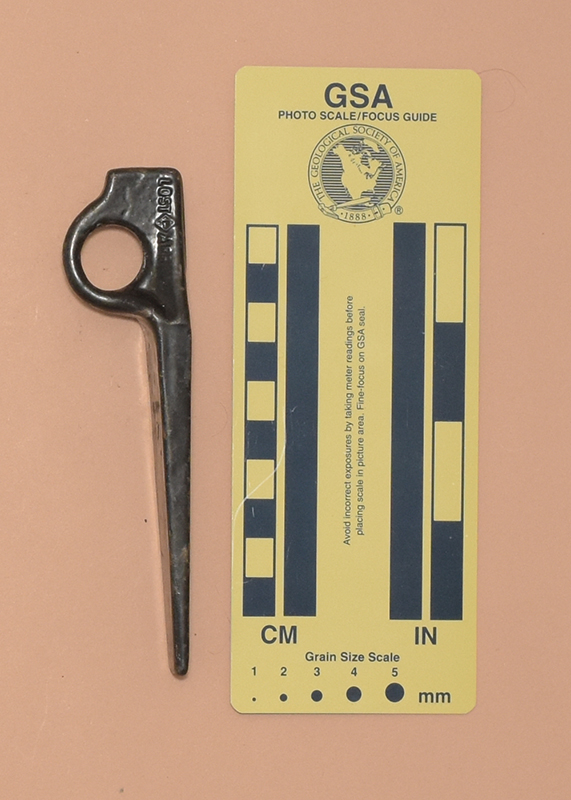 LOST
GSA
PHOTO SCALE/FOCUS GUIDE
THE GEOLOGICAL SOCIETY OF AMERICA
· 1888 ·
®
Avoid incorrect exposures by taking meter readings before
placing scale in picture area. Fine-focus on GSA seal.
CM
IN
Grain Size Scale
1 2 3 4 5
mm